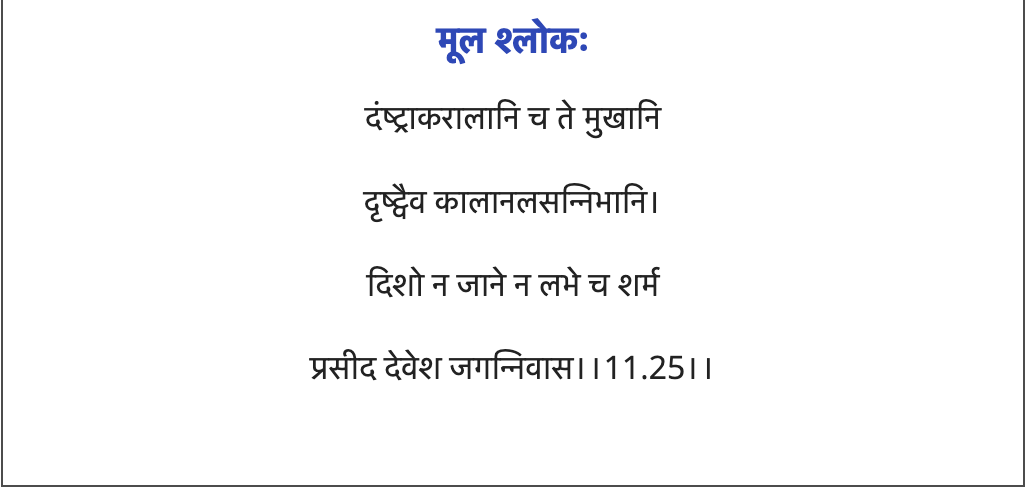 मूल श्लोकः
दंष्ट्राकरालानि च ते मुखानि
दृष्ट्वैव कालानलसन्निभानि।
दिशो न जाने न लभे च शर्म
प्रसीद देवेश जगन्निवास।।11.25।।